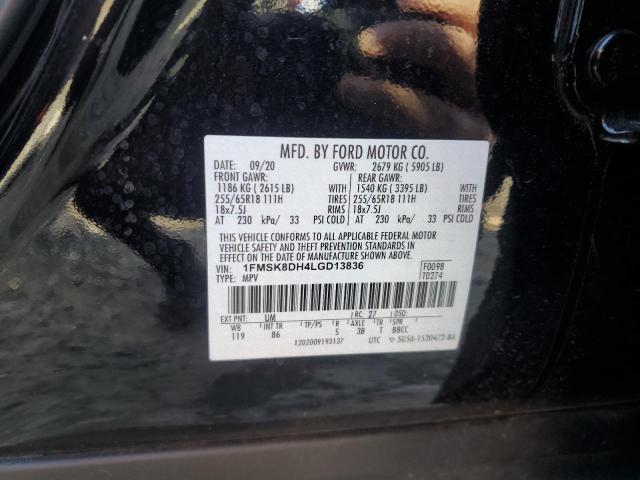 MFD. BY FORD MOTOR CO.
DATE: 09/20 GVWR: 2679 KG ( 5905 LB)
FRONT GAWR: REAR GAWR:
1186 KG ( 2615 LB) WITH 1540 KG ( 3395 LB) WITH
255/65R18 111H TIRES 255/65R18 111H TIRES
18x7.5J RIMS 18x7.5J RIMS
AT 230 kPa/ 33 PSI COLD AT 230 kPa/ 33 PSI COLD
THIS VEHICLE CONFORMS TO ALL APPLICABLE FEDERAL MOTOR
VEHICLE SAFETY AND THEFT PREVENTION STANDARDS IN
EFFECT ON THE DATE OF MANUFACTURE SHOWN ABOVE.
VIN: 1FMSK8DH4LGD13836 F0098
TYPE: MPV T0274
EXT PNT: UM RC: 27 DSO:
WB INT TR TP/PS R AXLE TR SPR
119 86 S 38 T BBCC
1202009193137 UTC